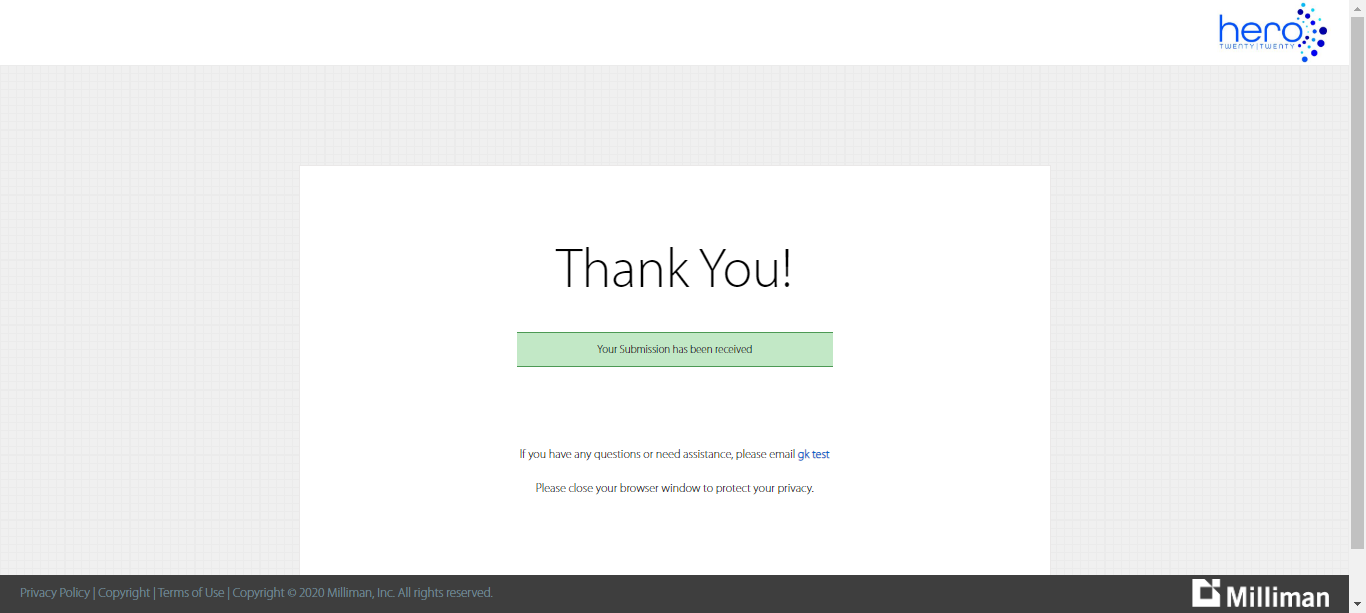 hero
TWENTY|TWENTY
Thank You!
Your Submission has been received
If you have any questions or need assistance, please email gk test
Please close your browser window to protect your privacy.
Privacy Policy | Copyright | Terms of Use | Copyright © 2020 Milliman, Inc. All rights reserved.
Milliman